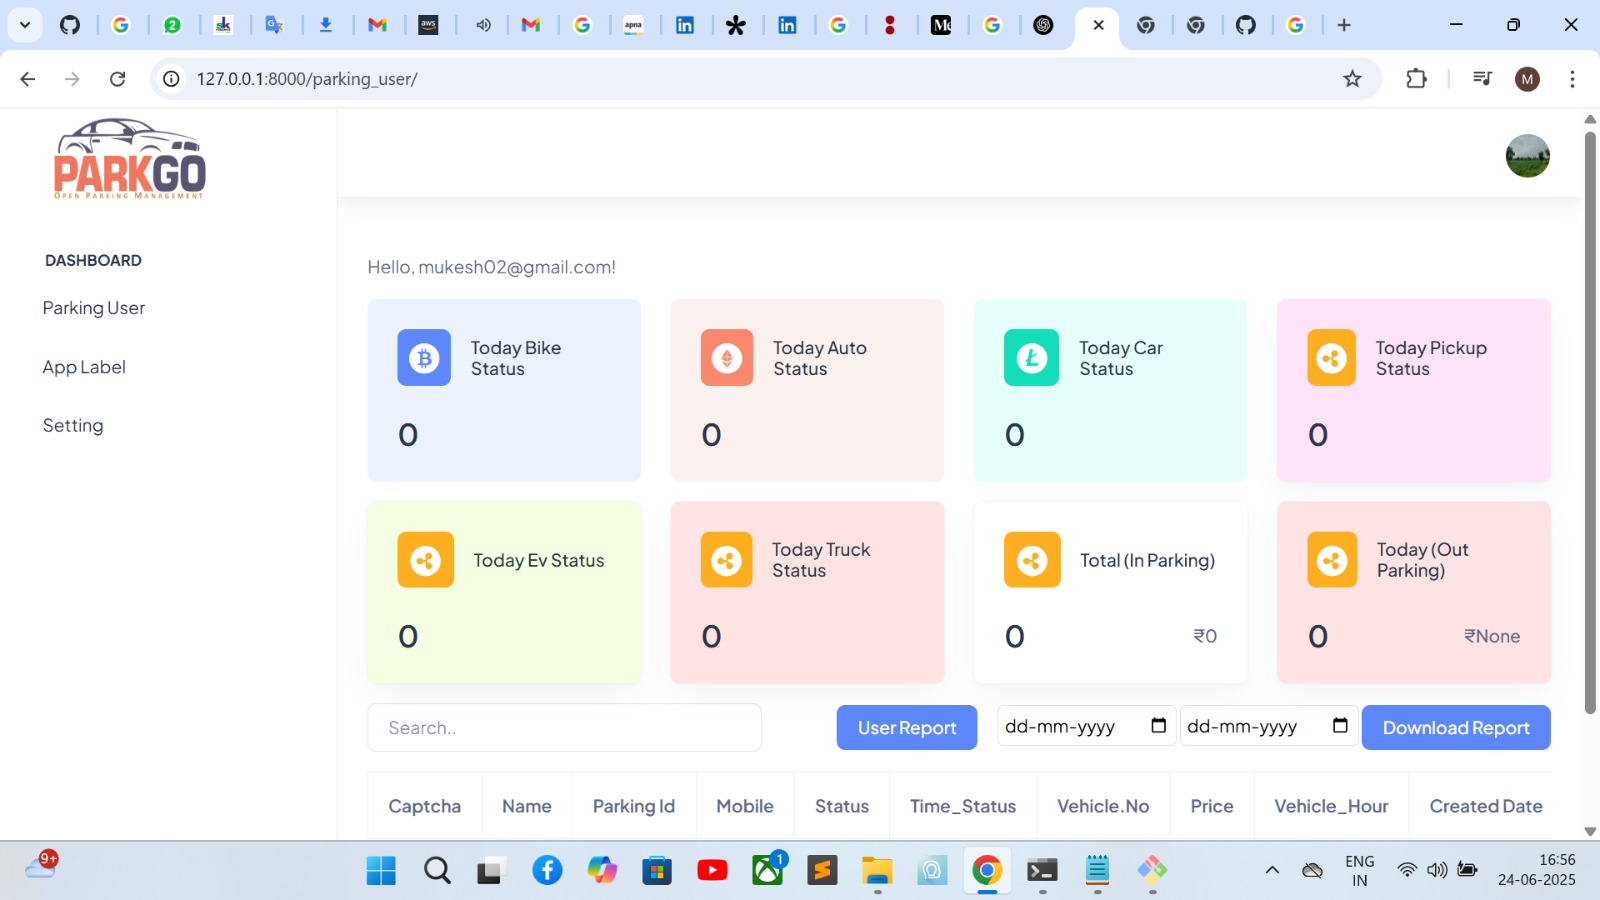 2
apna
aws
127.0.0.1:8000/parking_user/
M
PARKGO
OPEN PARKING MANAGEMENT
DASHBOARD
Parking User
App Label
Setting
Hello, mukesh02@gmail.com!
Today Bike
Status
0
Today Auto
Status
0
Today Car
Status
0
Today Pickup
Status
0
Today Ev Status
0
Today Truck
Status
0
Total (In Parking)
0 ₹0
Today (Out
Parking)
0 ₹None
Search..
User Report
dd-mm-yyyy
dd-mm-yyyy
Download Report
Captcha Name Parking Id Mobile Status Time_Status Vehicle.No Price Vehicle_Hour Created Date
9+
1
ENG
IN
16:56
24-06-2025